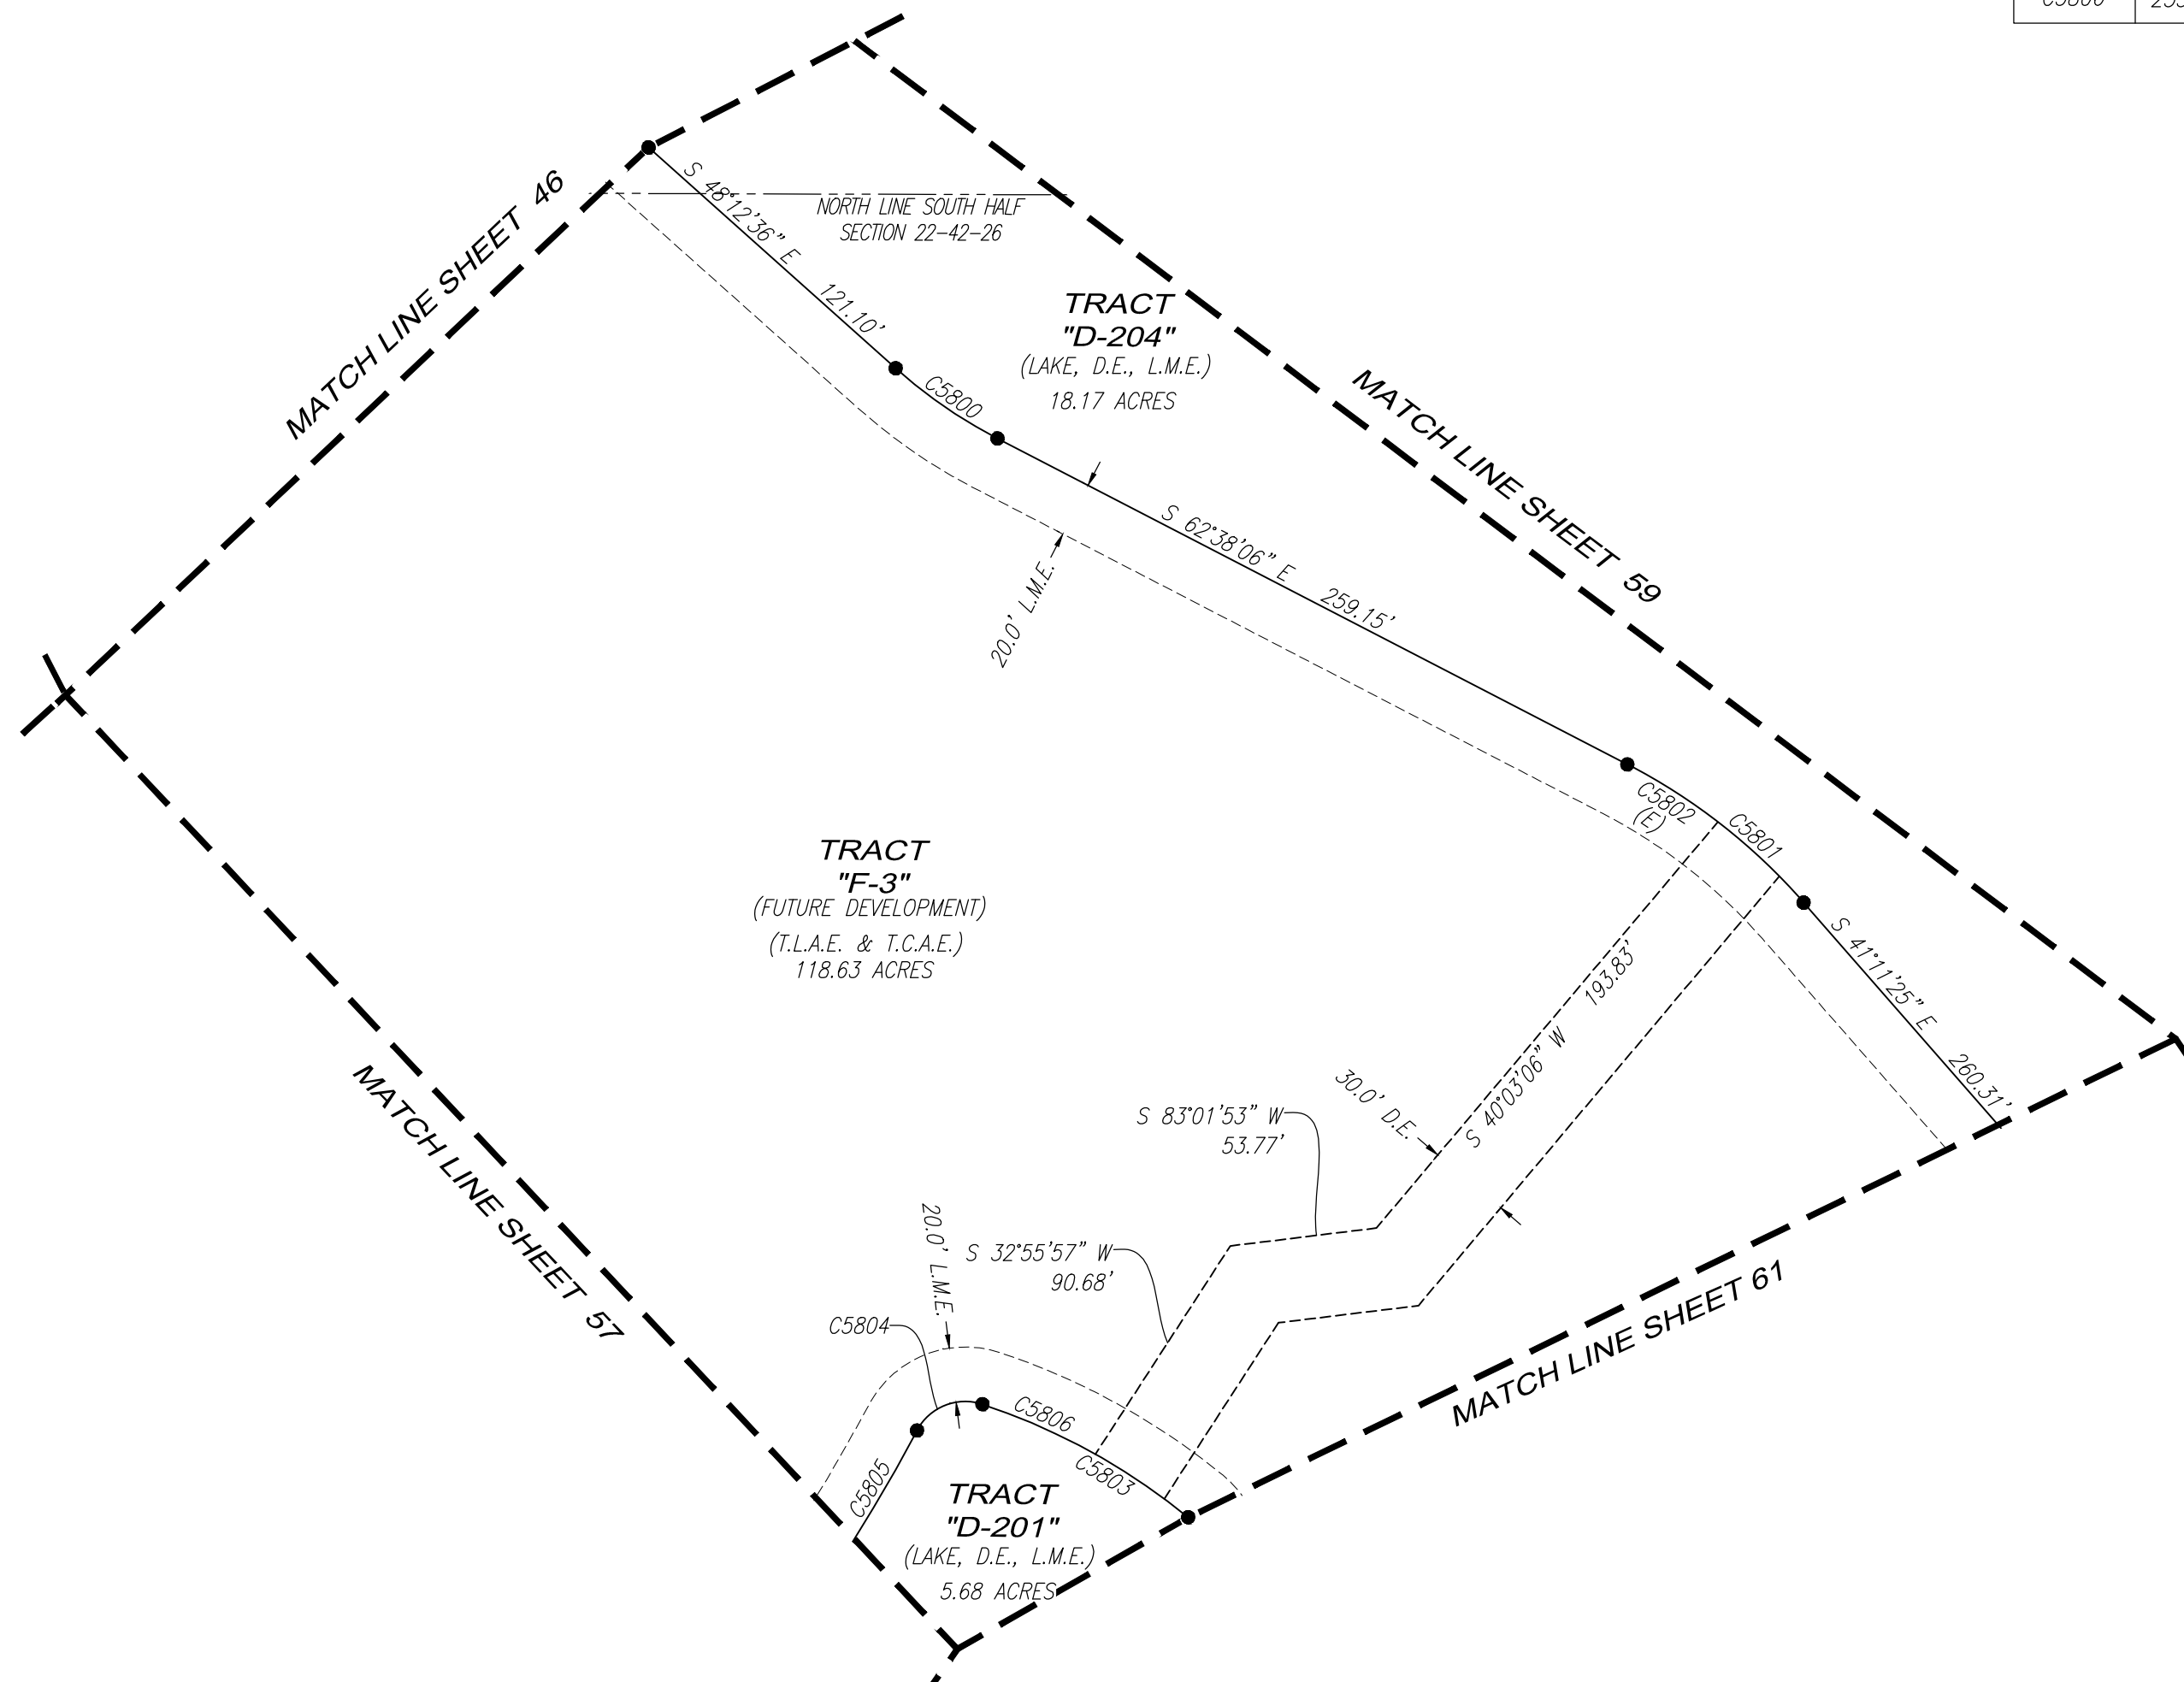 MATCH LINE SHEET 46
S 48°12'36" E 121.10'
NORTH LINE SOUTH HALF
SECTION 22-42-26
TRACT
"D-204"
(LAKE, D.E., L.M.E.)
18.17 ACRES
C5800
MATCH LINE SHEET 59
S 62°38'06" E 259.15'
20.0' L.M.E.
C5802
(E)
C5801
S 41°11'25" E 260.31'
TRACT
"F-3"
(FUTURE DEVELOPMENT)
(T.L.A.E. & T.C.A.E.)
118.63 ACRES
S 40°03'06" W 193.83'
30.0' D.E.
S 83°01'53" W
53.77'
S 32°55'57" W
90.68'
20.0' L.M.E.
C5804
MATCH LINE SHEET 57
MATCH LINE SHEET 61
C5806
C5803
C5805
TRACT
"D-201"
(LAKE, D.E., L.M.E.)
5.68 ACRES